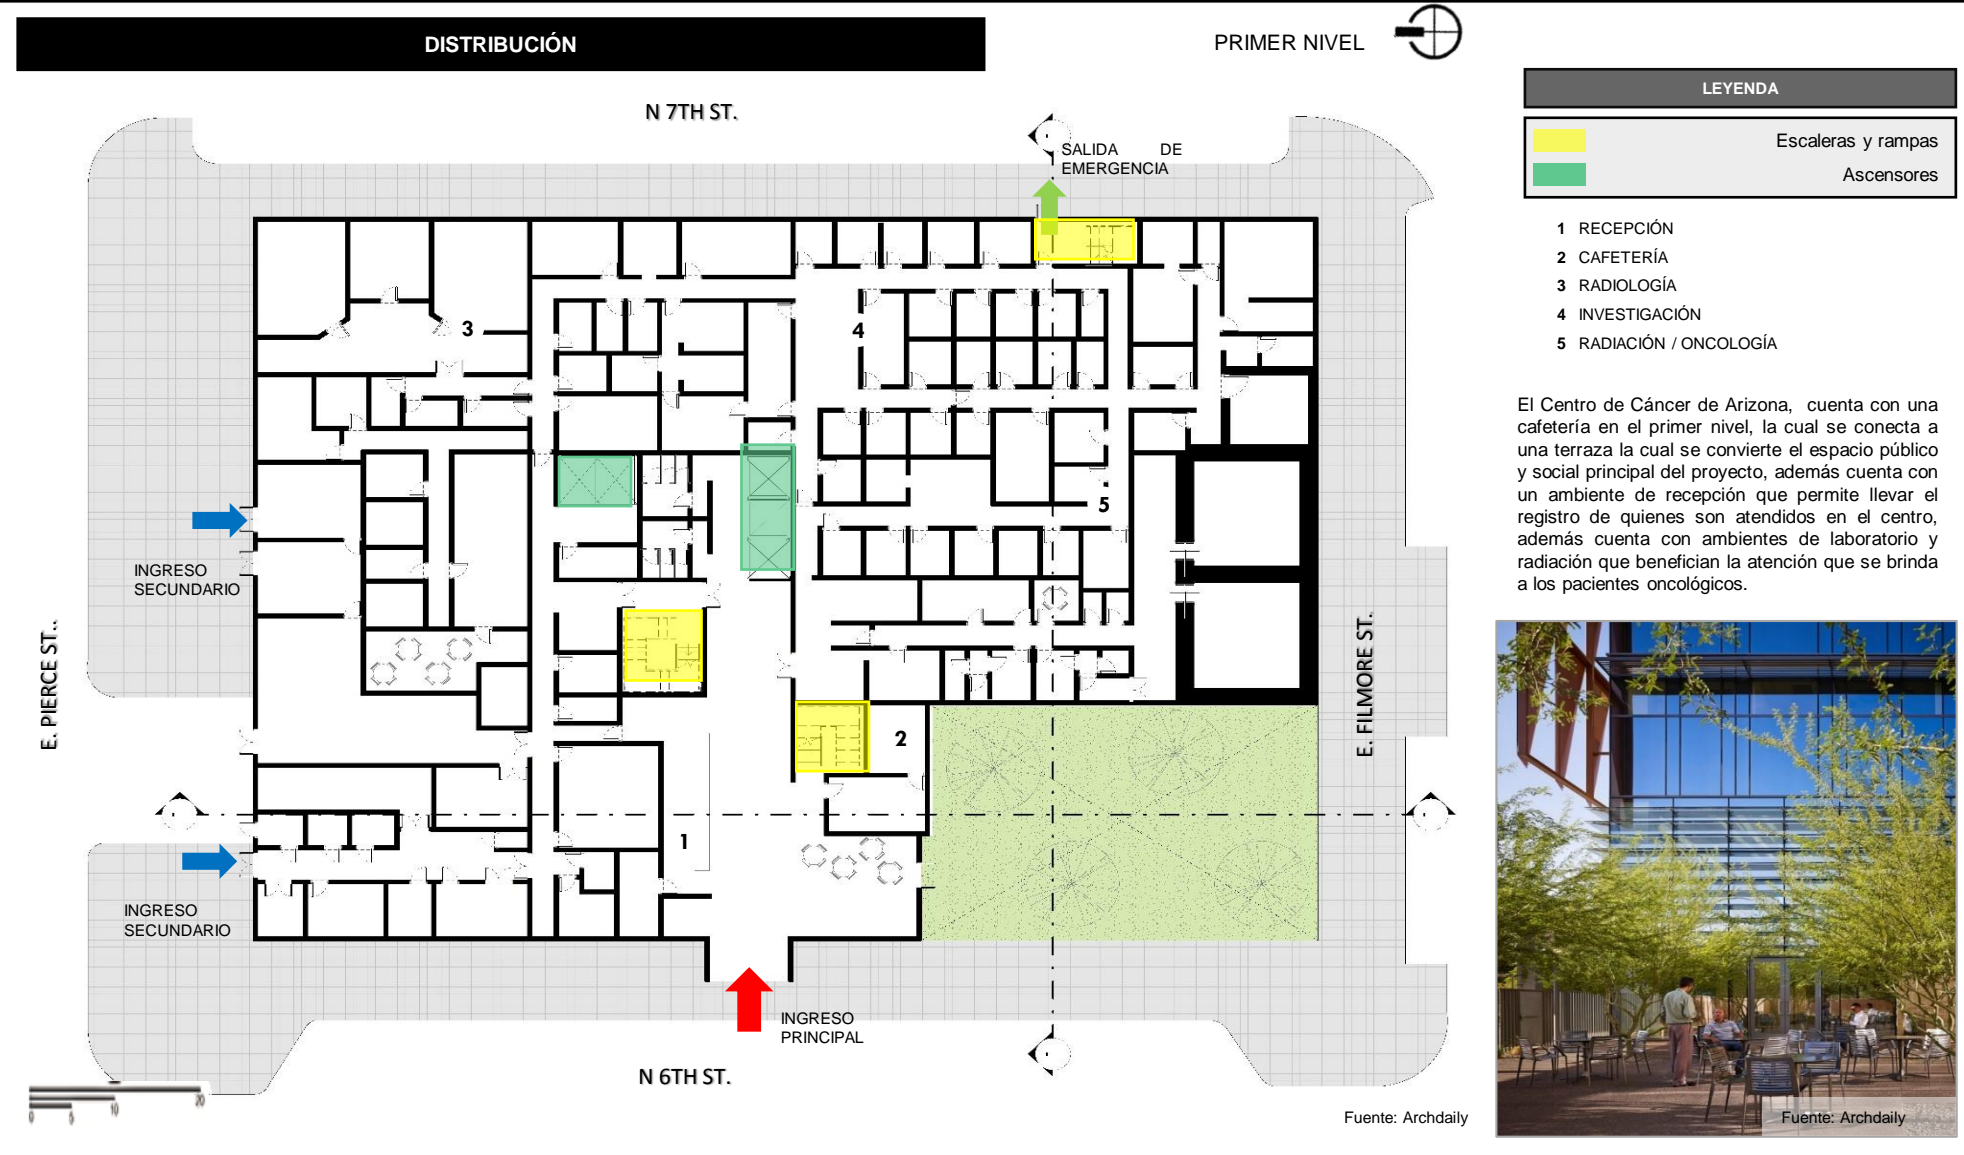 DISTRIBUCIÓN
PRIMER NIVEL
LEYENDA
Escaleras y rampas
Ascensores
N 7TH ST.
SALIDA DE
EMERGENCIA
1 RECEPCIÓN
2 CAFETERÍA
3 RADIOLOGÍA
4 INVESTIGACIÓN
5 RADIACIÓN / ONCOLOGÍA
3
4
5
2
1
El Centro de Cáncer de Arizona, cuenta con una
cafetería en el primer nivel, la cual se conecta a
una terraza la cual se convierte el espacio público
y social principal del proyecto, además cuenta con
un ambiente de recepción que permite llevar el
registro de quienes son atendidos en el centro,
además cuenta con ambientes de laboratorio y
radiación que benefician la atención que se brinda
a los pacientes oncológicos.
INGRESO
SECUNDARIO
E. PIERCE ST..
E. FILMORE ST.
INGRESO
SECUNDARIO
INGRESO
PRINCIPAL
N 6TH ST.
0 5 10 20
Fuente: Archdaily
Fuente: Archdaily